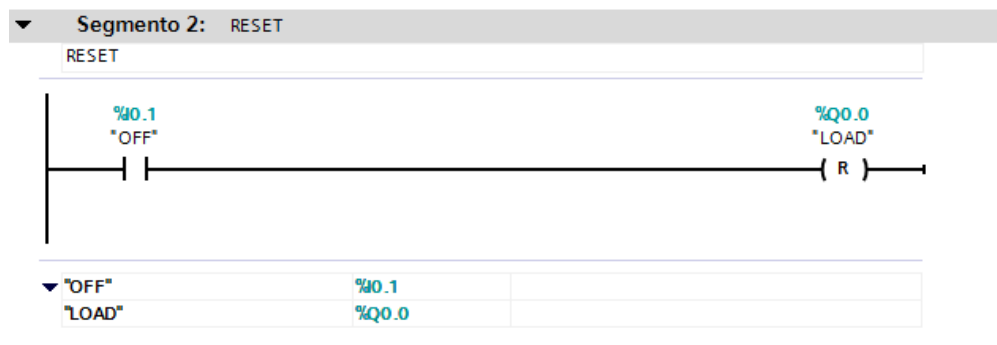 Segmento 2: RESET
RESET
%I0.1 %Q0.0
"OFF" "LOAD"
R
"OFF" %I0.1
"LOAD" %Q0.0